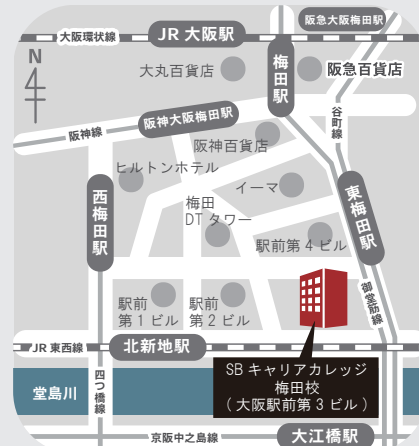 阪急大阪梅田駅
大阪環状線
JR 大阪駅
N
大丸百貨店
梅田駅
阪急百貨店
谷町線
阪神大阪梅田駅
阪神線
阪神百貨店
ヒルトンホテル
イーマ
梅田
DT タワー
西梅田駅
東梅田駅
駅前第 4 ビル
御堂筋線
駅前
第 1 ビル
駅前
第 2 ビル
JR 東西線
北新地駅
SB キャリアカレッジ
梅田校
( 大阪駅前第 3 ビル )
堂島川
四つ橋線
京阪中之島線
大江橋駅